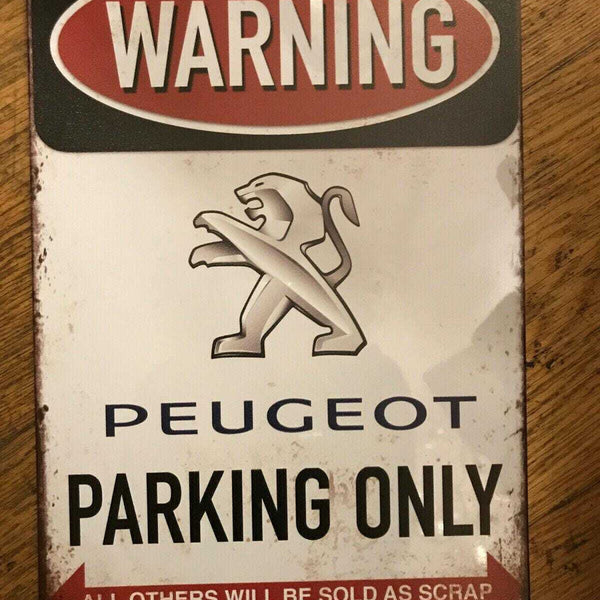 WARNING
PEUGEOT
PARKING ONLY
ALL OTHERS WILL BE SOLD AS SCRAP